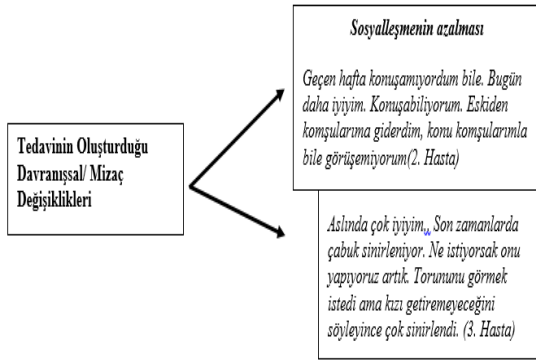 Tedavinin Oluşturduğu
Davranışsal/ Mizaç
Değişiklikleri
Sosyalleşmenin azalması
Geçen hafta konuşamıyordum bile. Bugün
daha iyiyim. Konuşabiliyorum. Eskiden
komşularıma giderdim, konu komşularımla
bile görüşemiyorum(2. Hasta)
Aslında çok iyiyim.. Son zamanlarda
çabuk sinirleniyor. Ne istiyorsak onu
yapıyoruz artık. Torununu görmek
istedi ama kızı getiremeyeceğini
söyleyince çok sinirlendi. (3. Hasta)